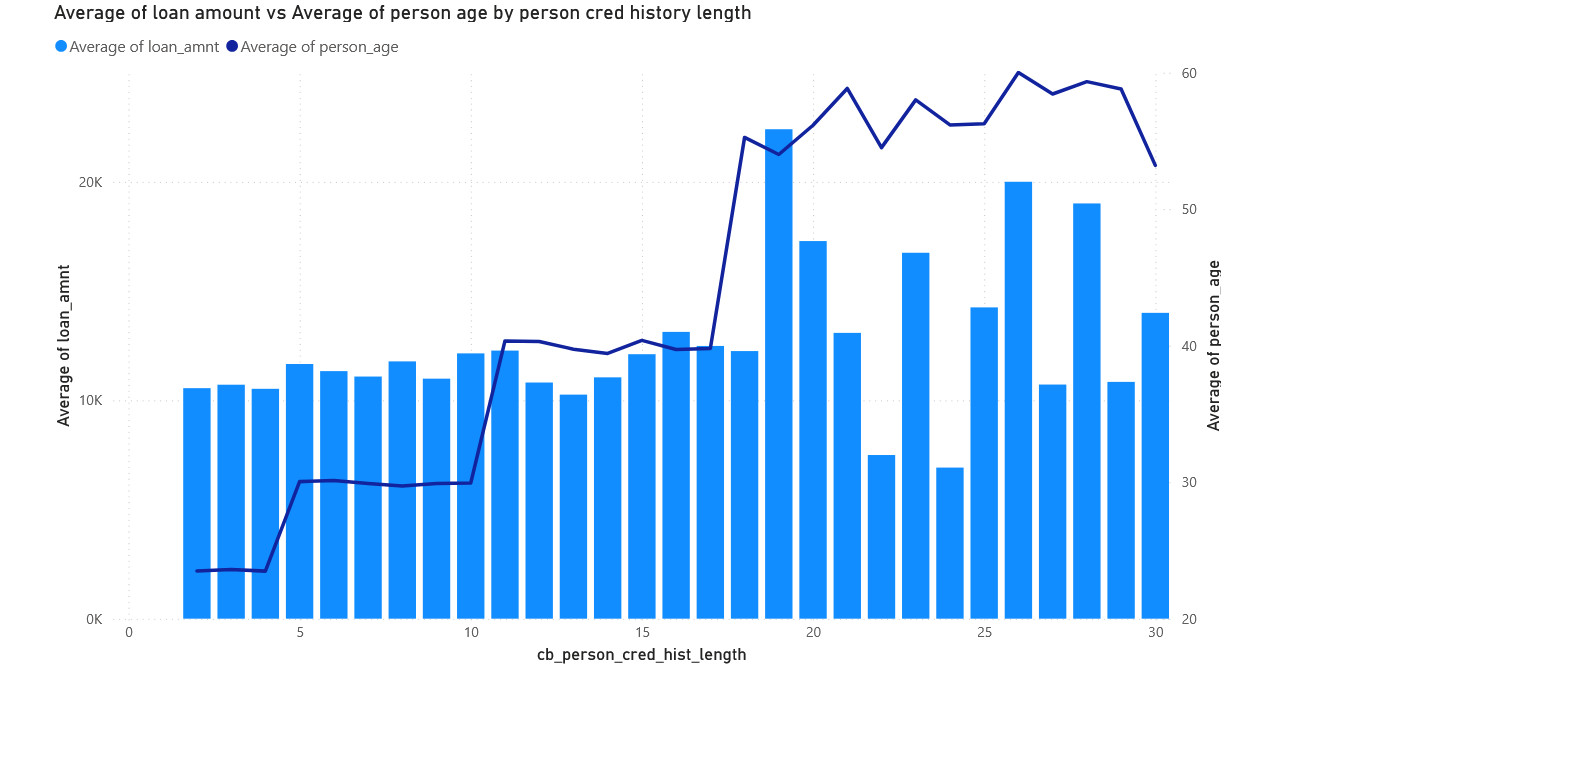 Average of loan amount vs Average of person age by person cred history length
Average of loan_amnt Average of person_age
60
20K
50
40
10K
30
0K
20
Average of loan_amnt
Average of person_age
0 5 10 15 20 25 30
cb_person_cred_hist_length